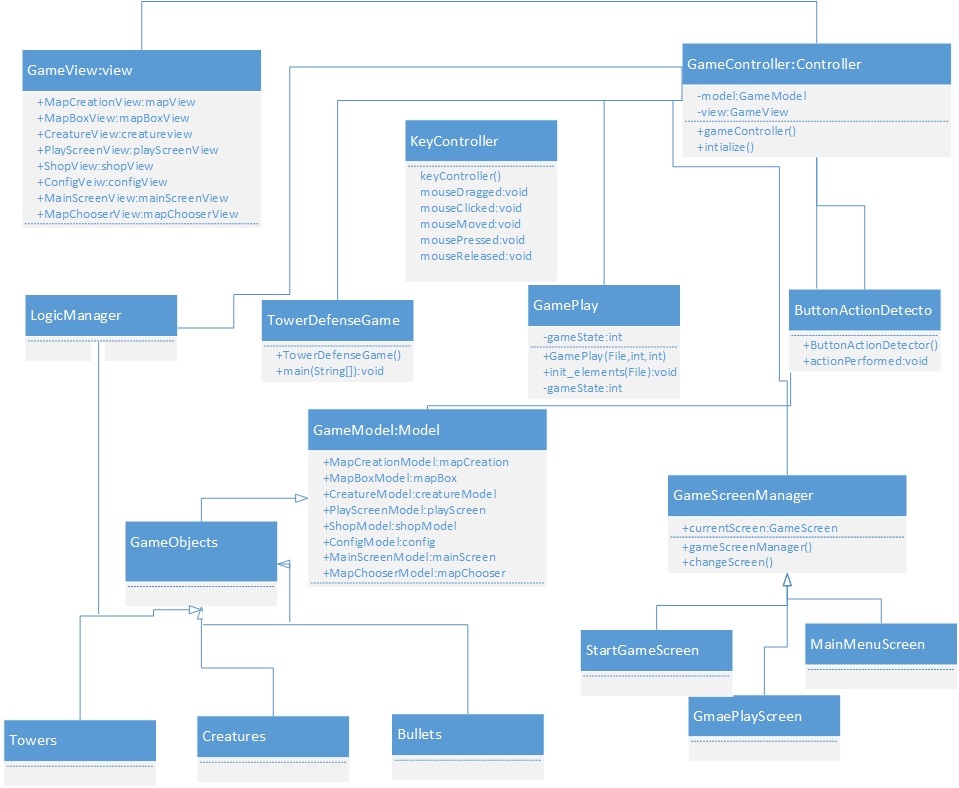 GameView:view
+MapCreationView:mapView
+MapBoxView:mapBoxView
+CreatureView:creatureview
+PlayScreenView:playScreenView
+ShopView:shopView
+ConfigVeiw:configView
+MainScreenView:mainScreenView
+MapChooserView:mapChooserView
GameController:Controller
-model:GameModel
-view:GameView
+gameController()
+intialize()
KeyController
keyController()
mouseDragged:void
mouseClicked:void
mouseMoved:void
mousePressed:void
mouseReleased:void
LogicManager
TowerDefenseGame
+TowerDefenseGame()
+main(String[]):void
GamePlay
-gameState:int
+GamePlay(File,int,int)
+init_elements(File):void
-gameState:int
ButtonActionDetecto
+ButtonActionDetector()
+actionPerformed:void
GameModel:Model
+MapCreationModel:mapCreation
+MapBoxModel:mapBox
+CreatureModel:creatureModel
+PlayScreenModel:playScreen
+ShopModel:shopModel
+ConfigModel:config
+MainScreenModel:mainScreen
+MapChooserModel:mapChooser
GameScreenManager
+currentScreen:GameScreen
+gameScreenManager()
+changeScreen()
GameObjects
StartGameScreen
MainMenuScreen
GmaePlayScreen
Towers
Creatures
Bullets